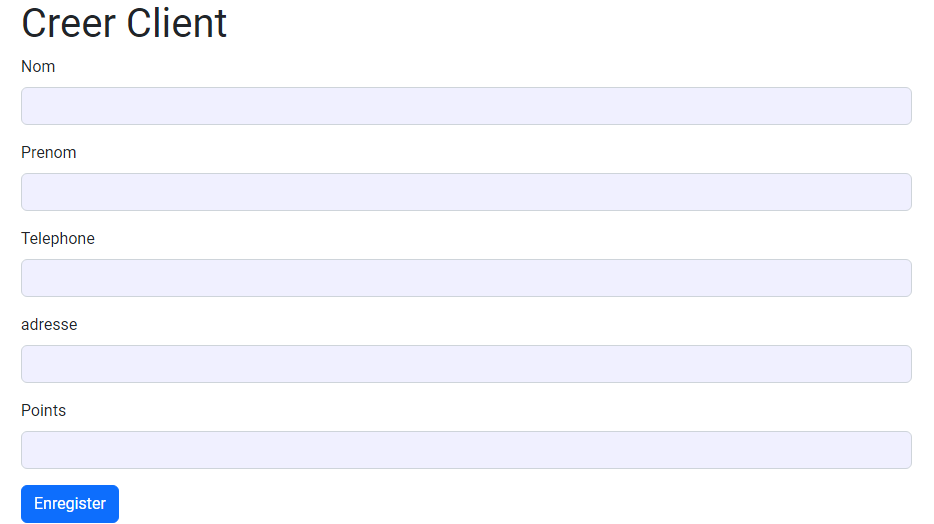 Creer Client
Nom
Prenom
Telephone
adresse
Points
Enregister